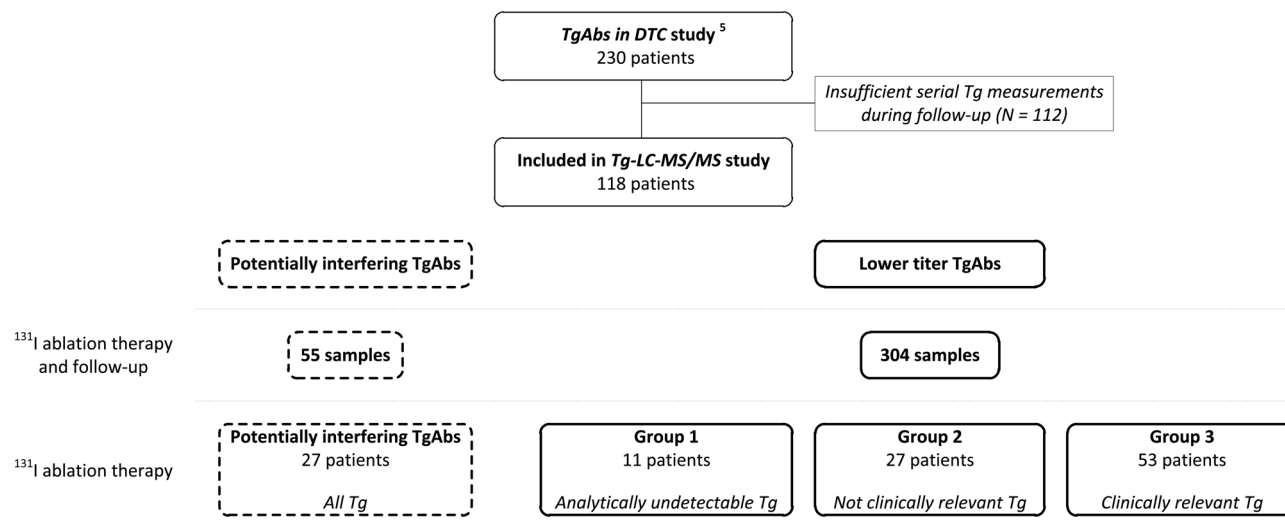 TgAbs in DTC study 5
230 patients
Insufficient serial Tg measurements
during follow-up (N = 112)
Included in Tg-LC-MS/MS study
118 patients
Potentially interfering TgAbs
Lower titer TgAbs
131I ablation therapy
and follow-up
55 samples
304 samples
131I ablation therapy
Potentially interfering TgAbs
27 patients
All Tg
Group 1
11 patients
Analytically undetectable Tg
Group 2
27 patients
Not clinically relevant Tg
Group 3
53 patients
Clinically relevant Tg